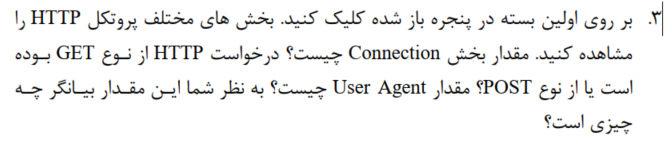 ۳. بر روی اولین بسته در پنجره باز شده کلیک کنید. بخش های مختلف پروتکل HTTP را
مشاهده کنید. مقدار بخش Connection چیست؟ درخواست HTTP از نوع GET بوده
است یا از نوع POST؟ مقدار User Agent چیست؟ به نظر شما این مقدار بیانگر چه
چیزی است؟